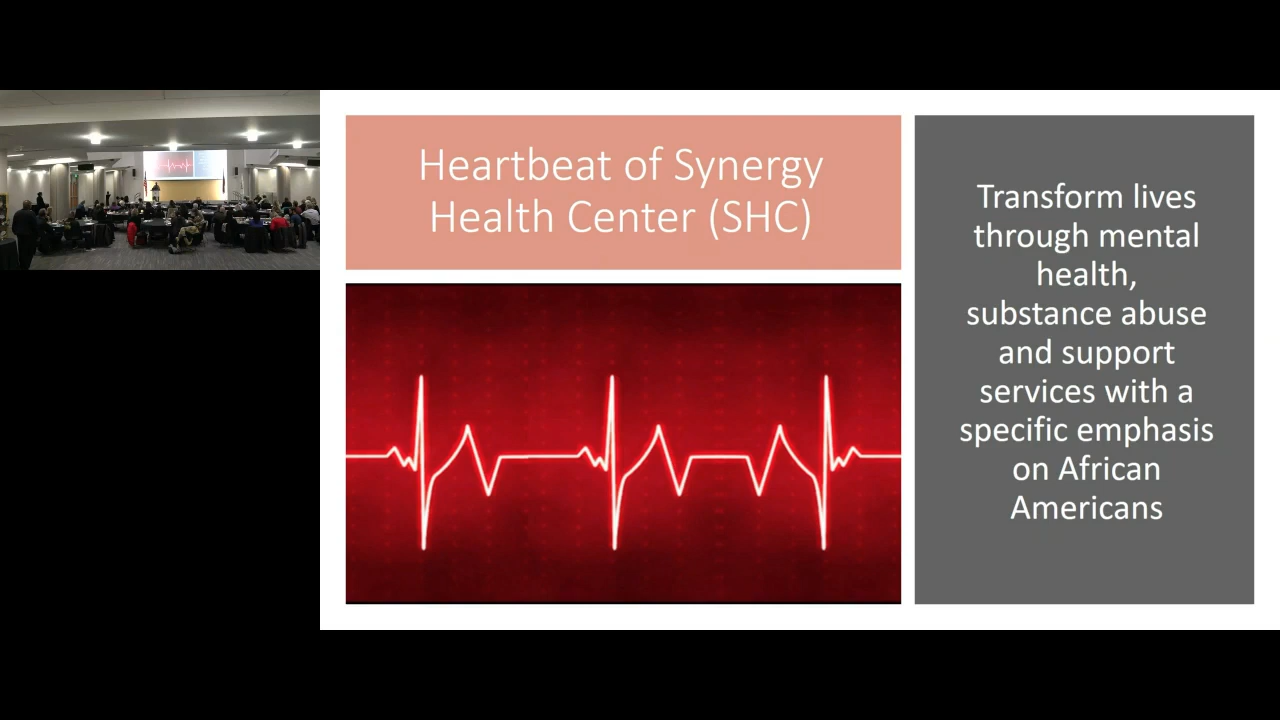 Heartbeat of Synergy
Health Center (SHC)
Transform lives
through mental
health,
substance abuse
and support
services with a
specific emphasis
on African
Americans